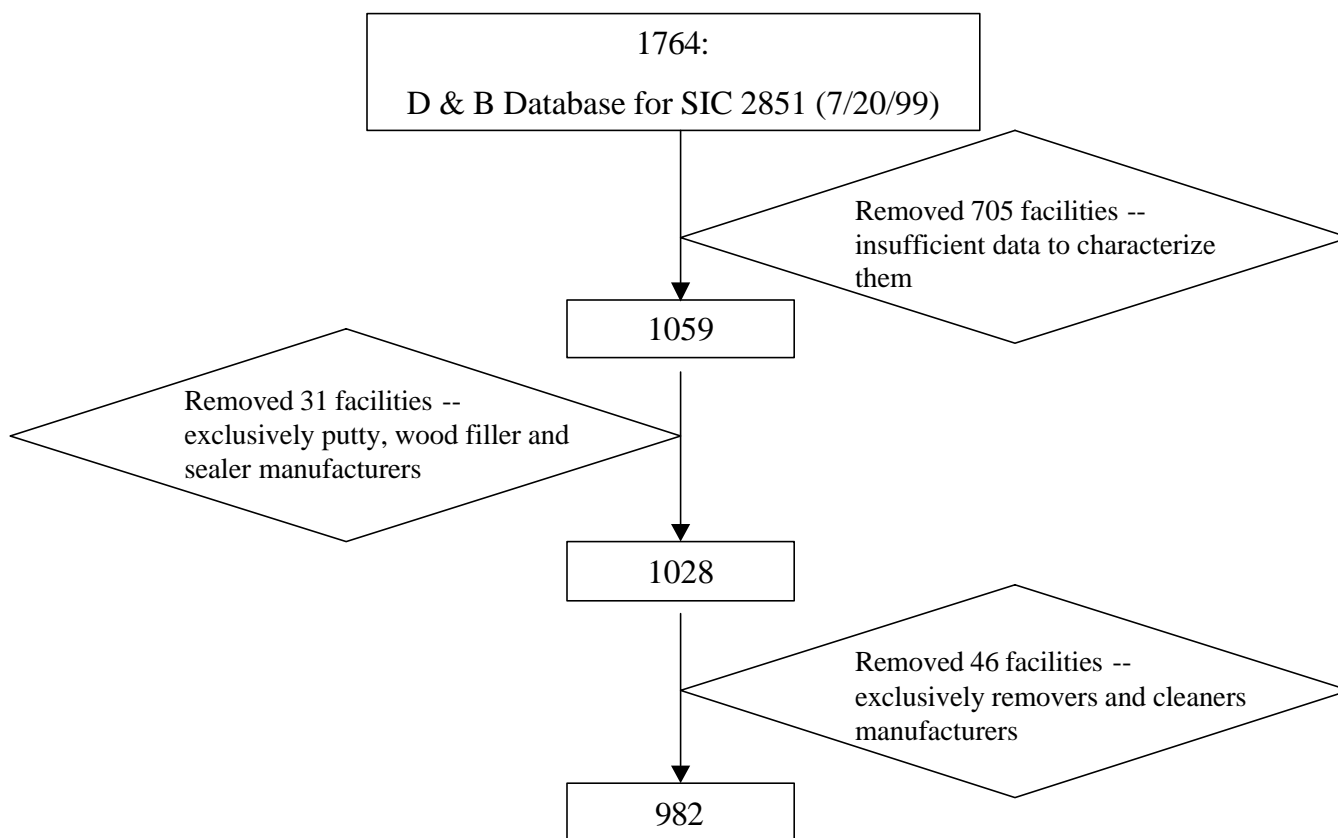 1764:
D & B Database for SIC 2851 (7/20/99)
Removed 705 facilities --
insufficient data to characterize
them
1059
Removed 31 facilities --
exclusively putty, wood filler and
sealer manufacturers
1028
Removed 46 facilities --
exclusively removers and cleaners
manufacturers
982